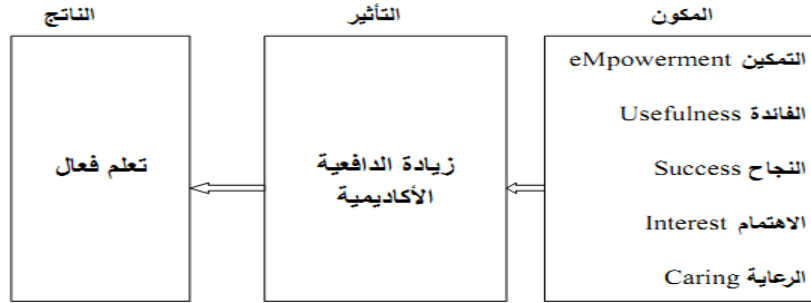 المكون
التمكين eMpowerment
الفائدة Usefulness
النجاح Success
الاهتمام Interest
الرعاية Caring
التأثير
زيادة الدافعية
الأكاديمية
الناتج
تعلم فعال